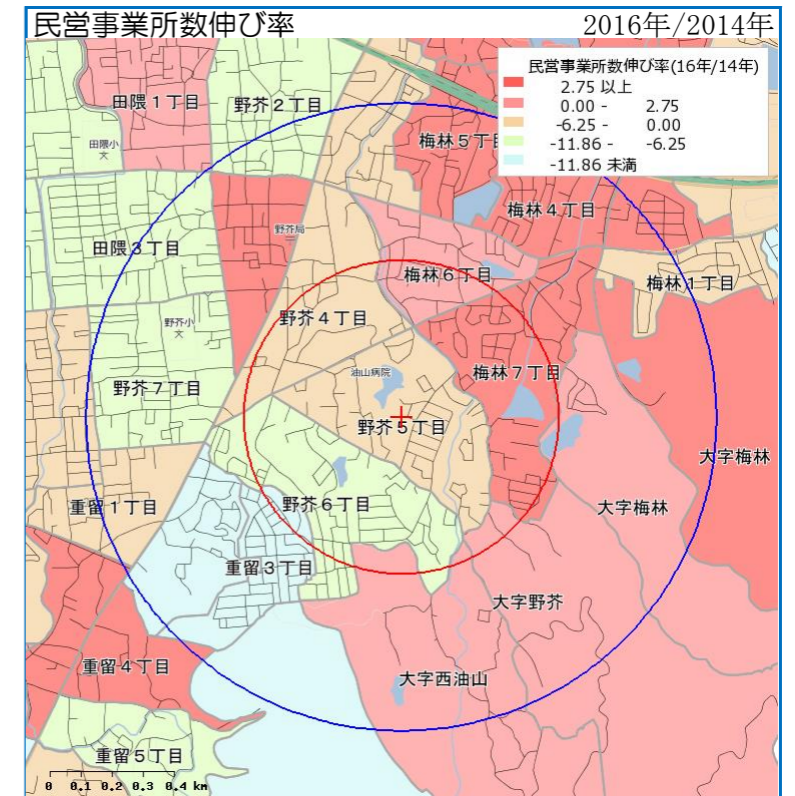 民営事業所数伸び率
2016年/2014年
民営事業所数伸び率(16年/14年)
2.75 以上
0.00 - 2.75
-6.25 - 0.00
-11.86 - -6.25
-11.86 未満
田隈1丁目
野芥2丁目
梅林5丁目
田隈小
文
梅林4丁目
野芥局
田隈3丁目
梅林6丁目
梅林1丁目
野芥小
文
野芥4丁目
油山病院
梅林7丁目
野芥7丁目
野芥5丁目
大字梅林
重留1丁目
野芥6丁目
大字梅林
重留3丁目
大字野芥
重留4丁目
大字西油山
重留5丁目
0 0.1 0.2 0.3 0.4 km